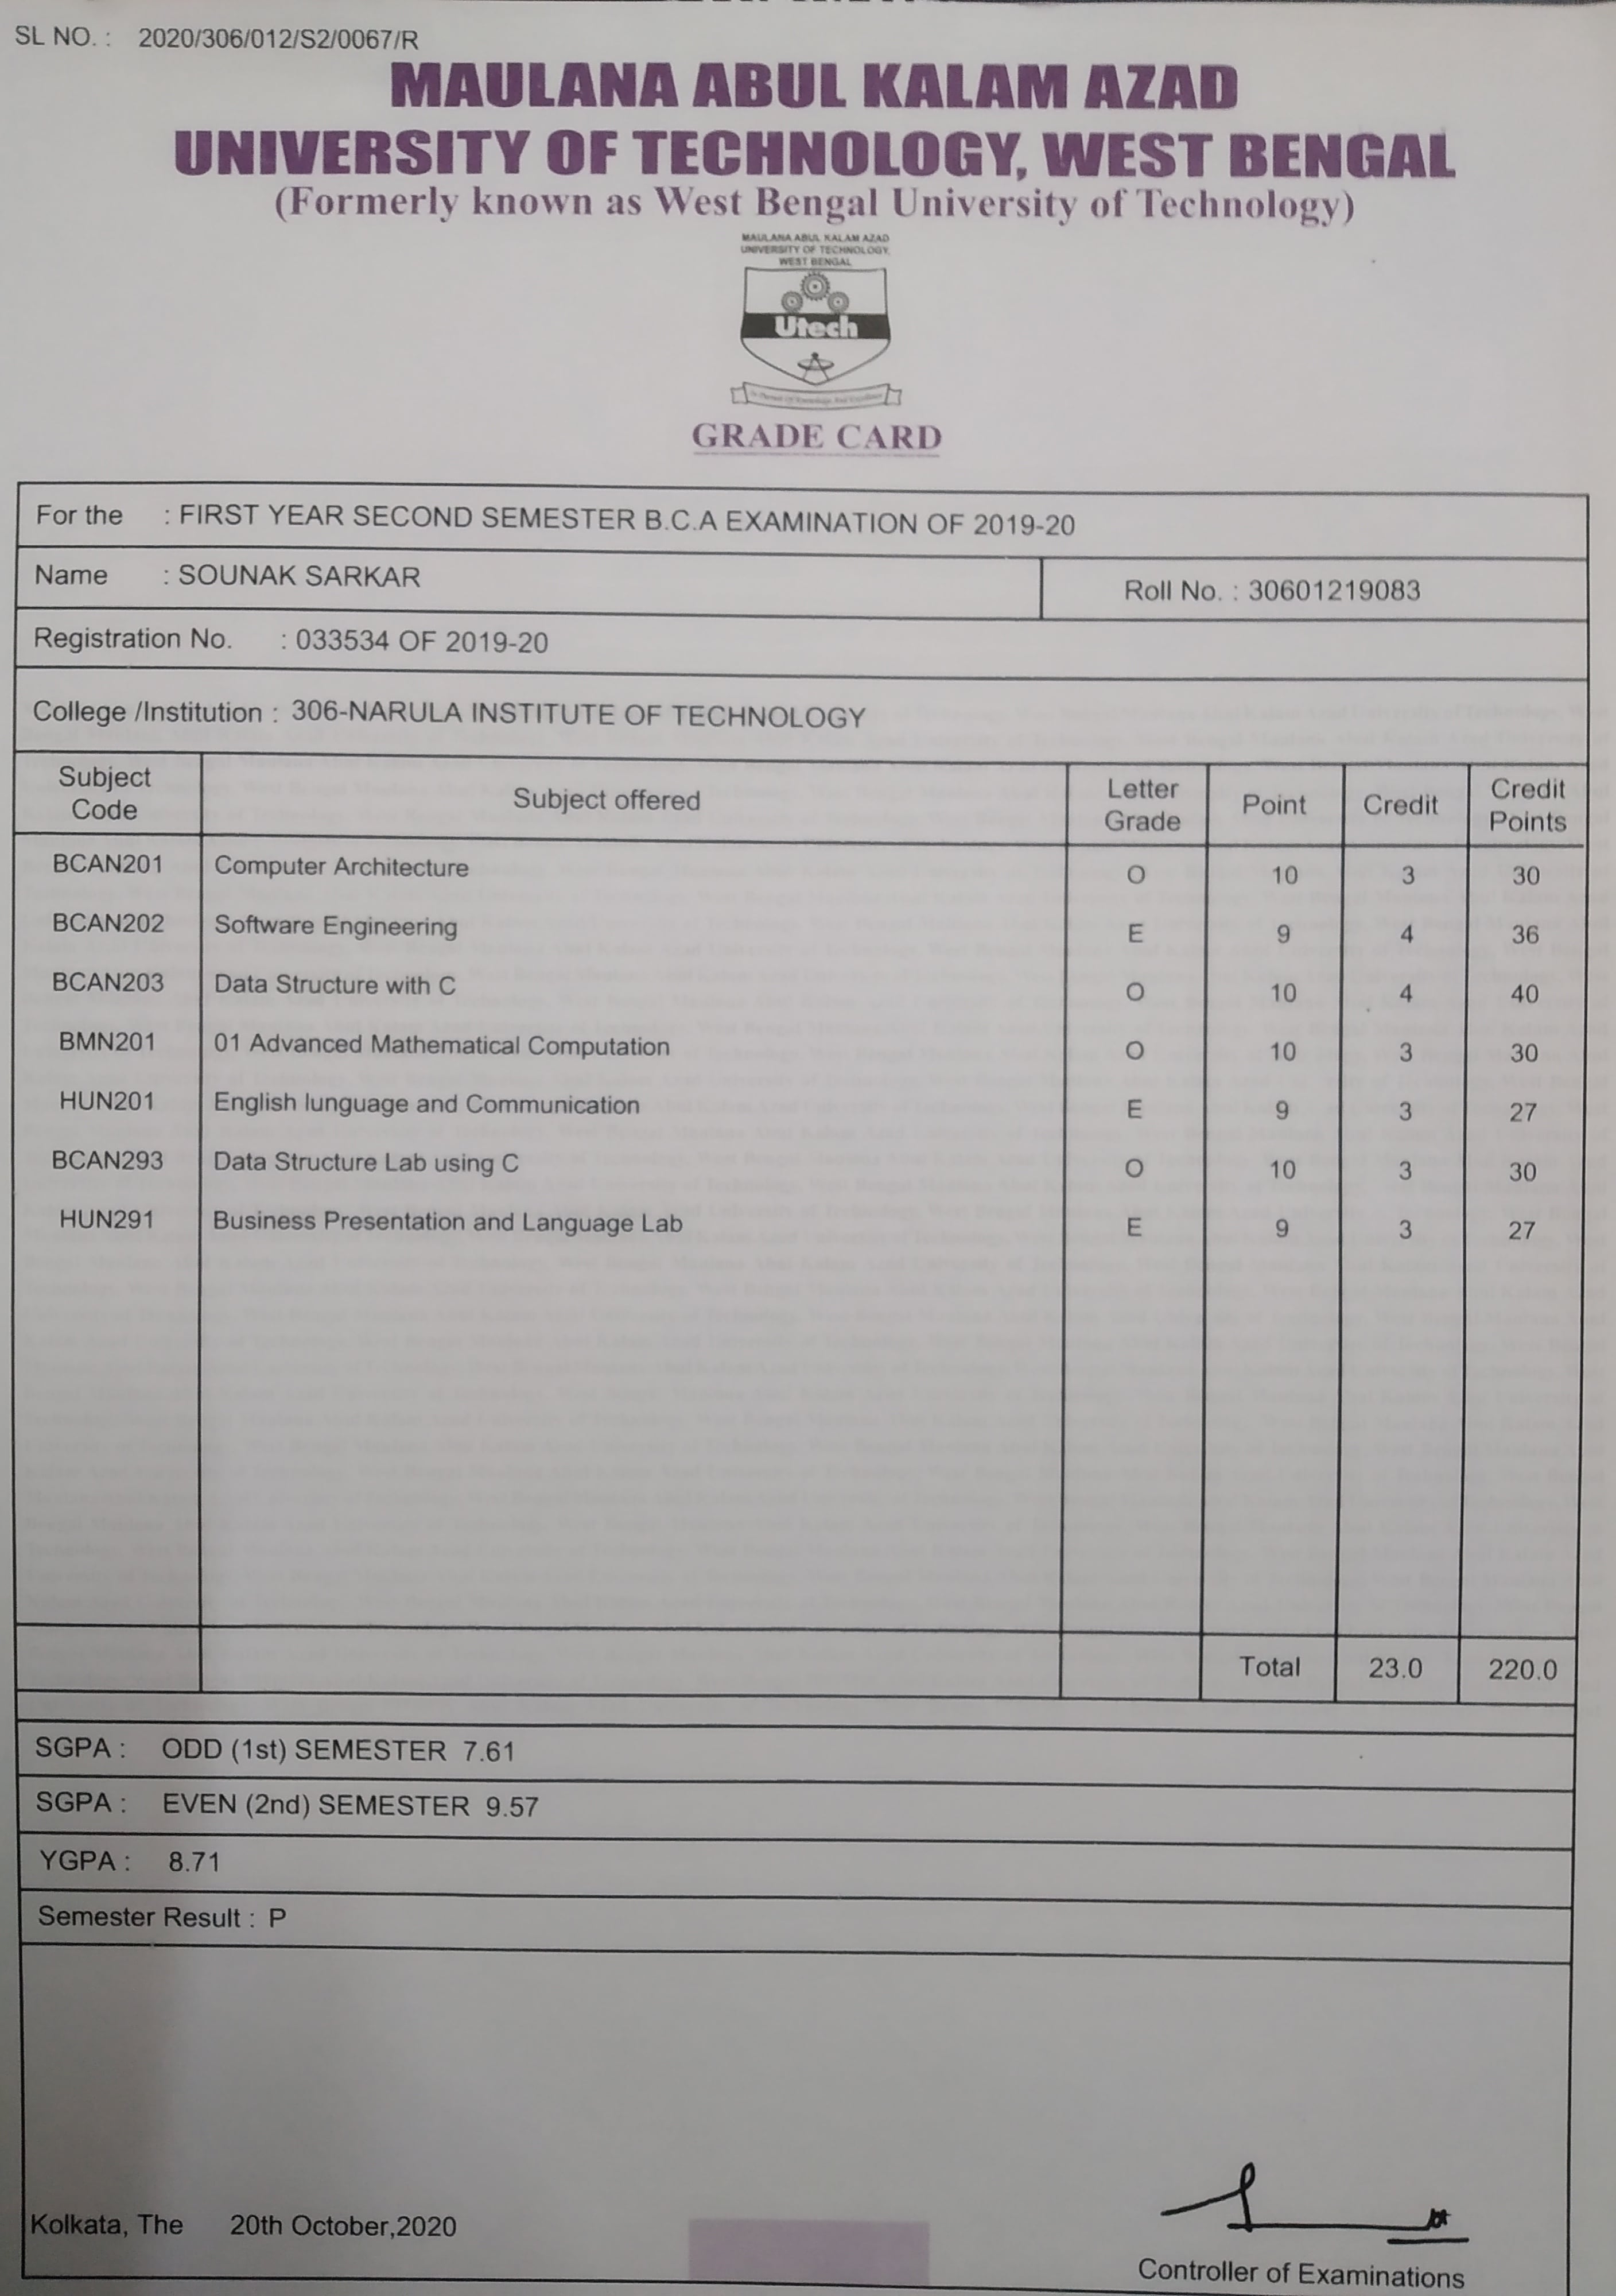 SL NO. : 2020/306/012/S2/0067/R
MAULANA ABUL KALAM AZAD
UNIVERSITY OF TECHNOLOGY, WEST BENGAL
(Formerly known as West Bengal University of Technology)
MAULANA ABUL KALAM AZAD
UNIVERSITY OF TECHNOLOGY,
WEST BENGAL
Utech
GRADE CARD
For the : FIRST YEAR SECOND SEMESTER B.C.A EXAMINATION OF 2019-20
Name : SOUNAK SARKAR Roll No. : 30601219083
Registration No. : 033534 OF 2019-20
College /Institution : 306-NARULA INSTITUTE OF TECHNOLOGY
Subject Code Subject offered Letter Grade Point Credit Credit Points
BCAN201 Computer Architecture O 10 3 30
BCAN202 Software Engineering E 9 4 36
BCAN203 Data Structure with C O 10 4 40
BMN201 01 Advanced Mathematical Computation O 10 3 30
HUN201 English lunguage and Communication E 9 3 27
BCAN293 Data Structure Lab using C O 10 3 30
HUN291 Business Presentation and Language Lab E 9 3 27
Total 23.0 220.0
SGPA : ODD (1st) SEMESTER 7.61
SGPA : EVEN (2nd) SEMESTER 9.57
YGPA : 8.71
Semester Result : P
Kolkata, The 20th October,2020
Controller of Examinations